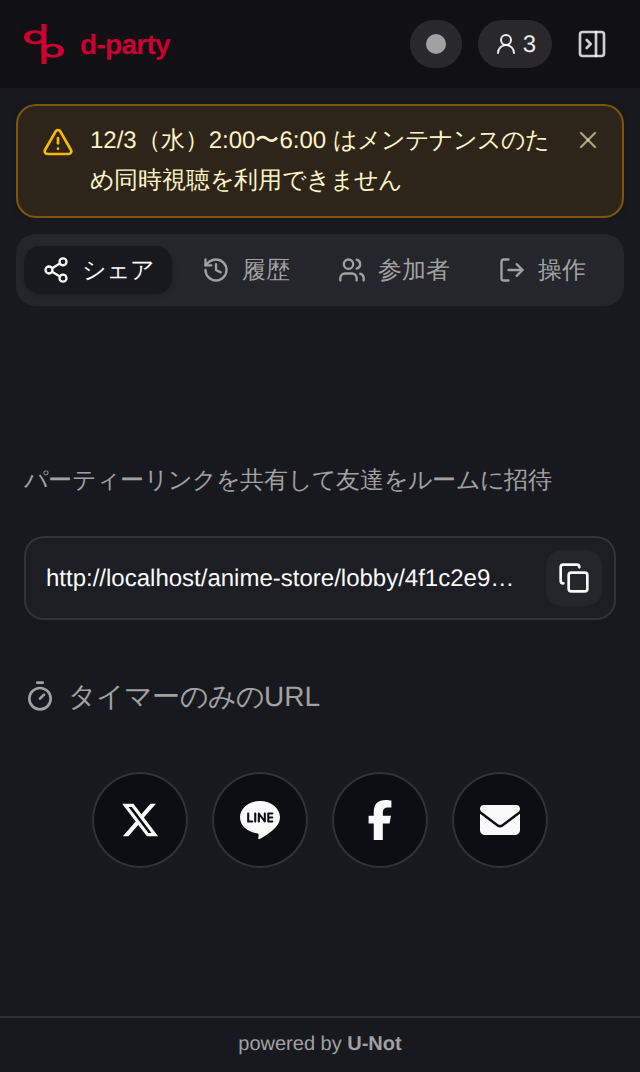 d-party
3
12/3（水）2:00〜6:00 はメンテナンスのた
め同時視聴を利用できません
シェア
履歴
参加者
操作
パーティーリンクを共有して友達をルームに招待
http://localhost/anime-store/lobby/4f1c2e9…
タイマーのみのURL
LINE
powered by U-Not